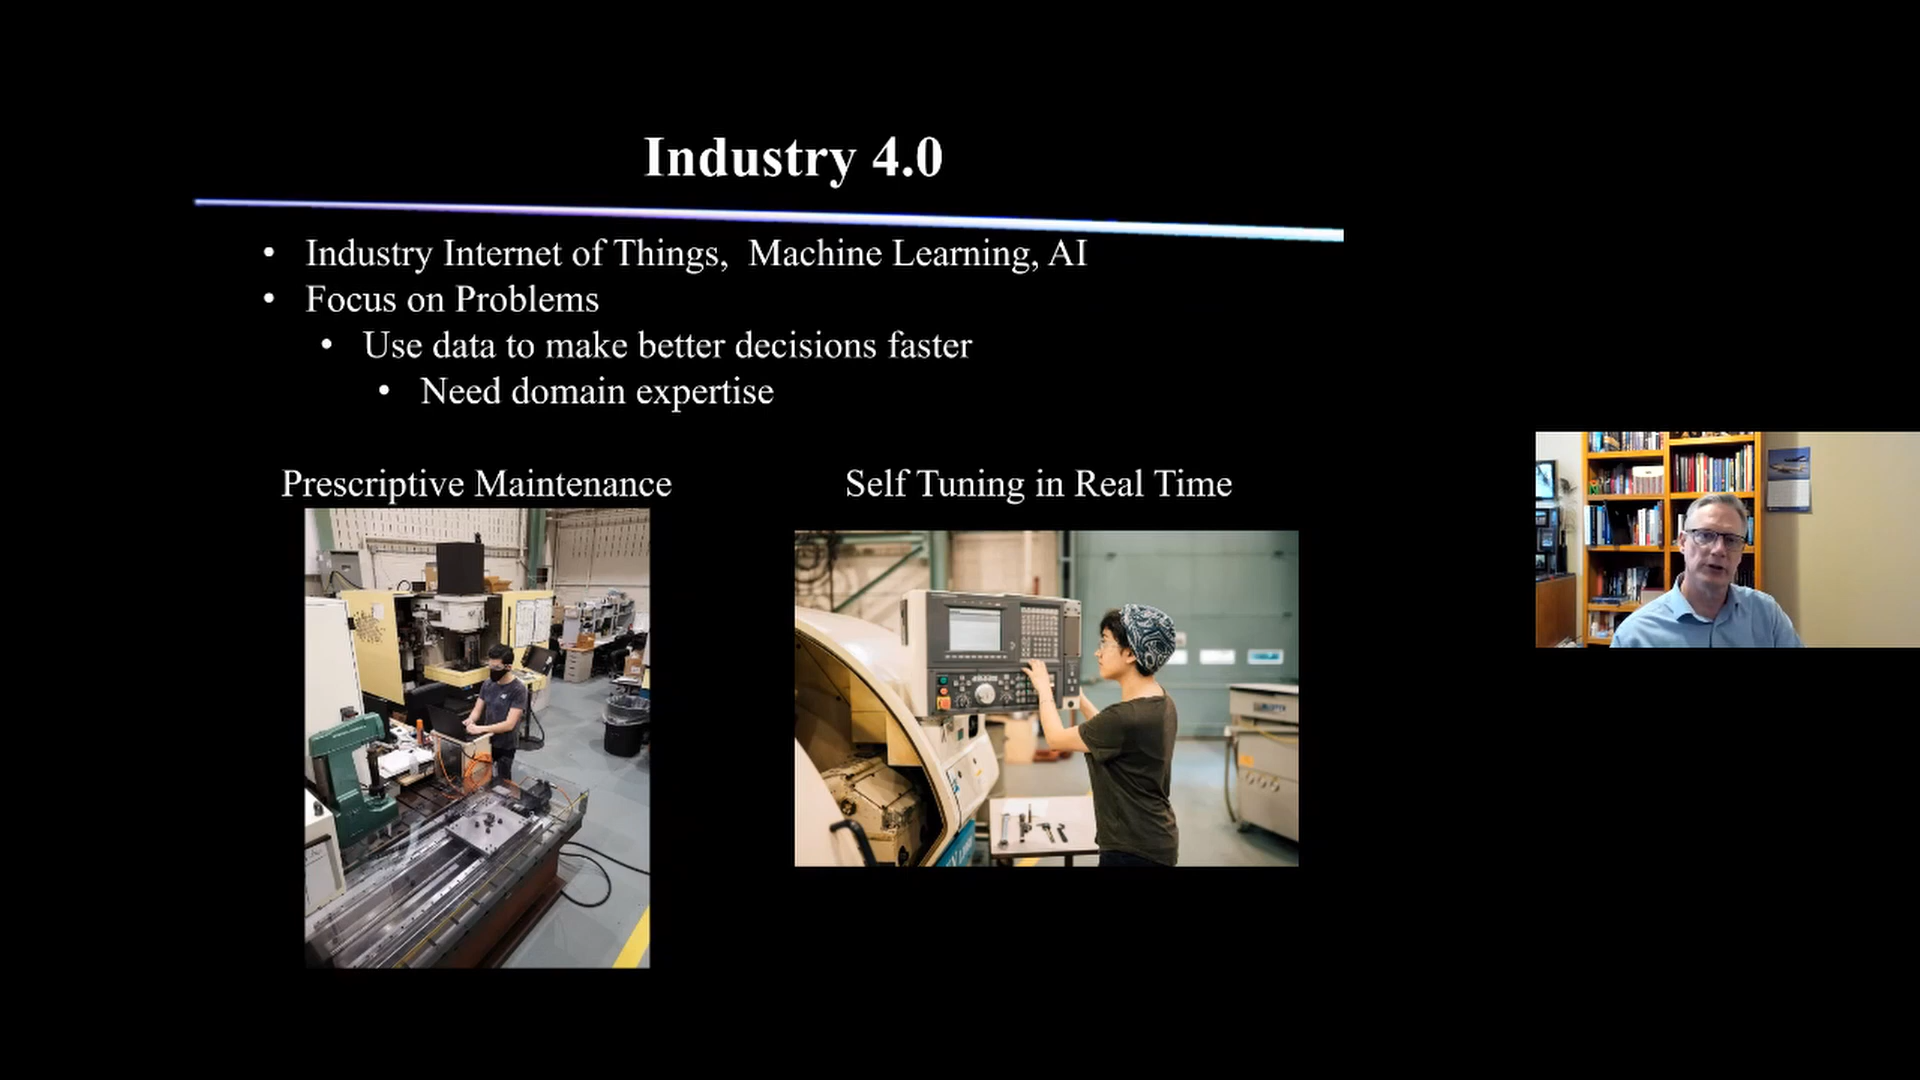 Industry 4.0
• Industry Internet of Things, Machine Learning, AI
• Focus on Problems
• Use data to make better decisions faster
• Need domain expertise
Prescriptive Maintenance
Self Tuning in Real Time